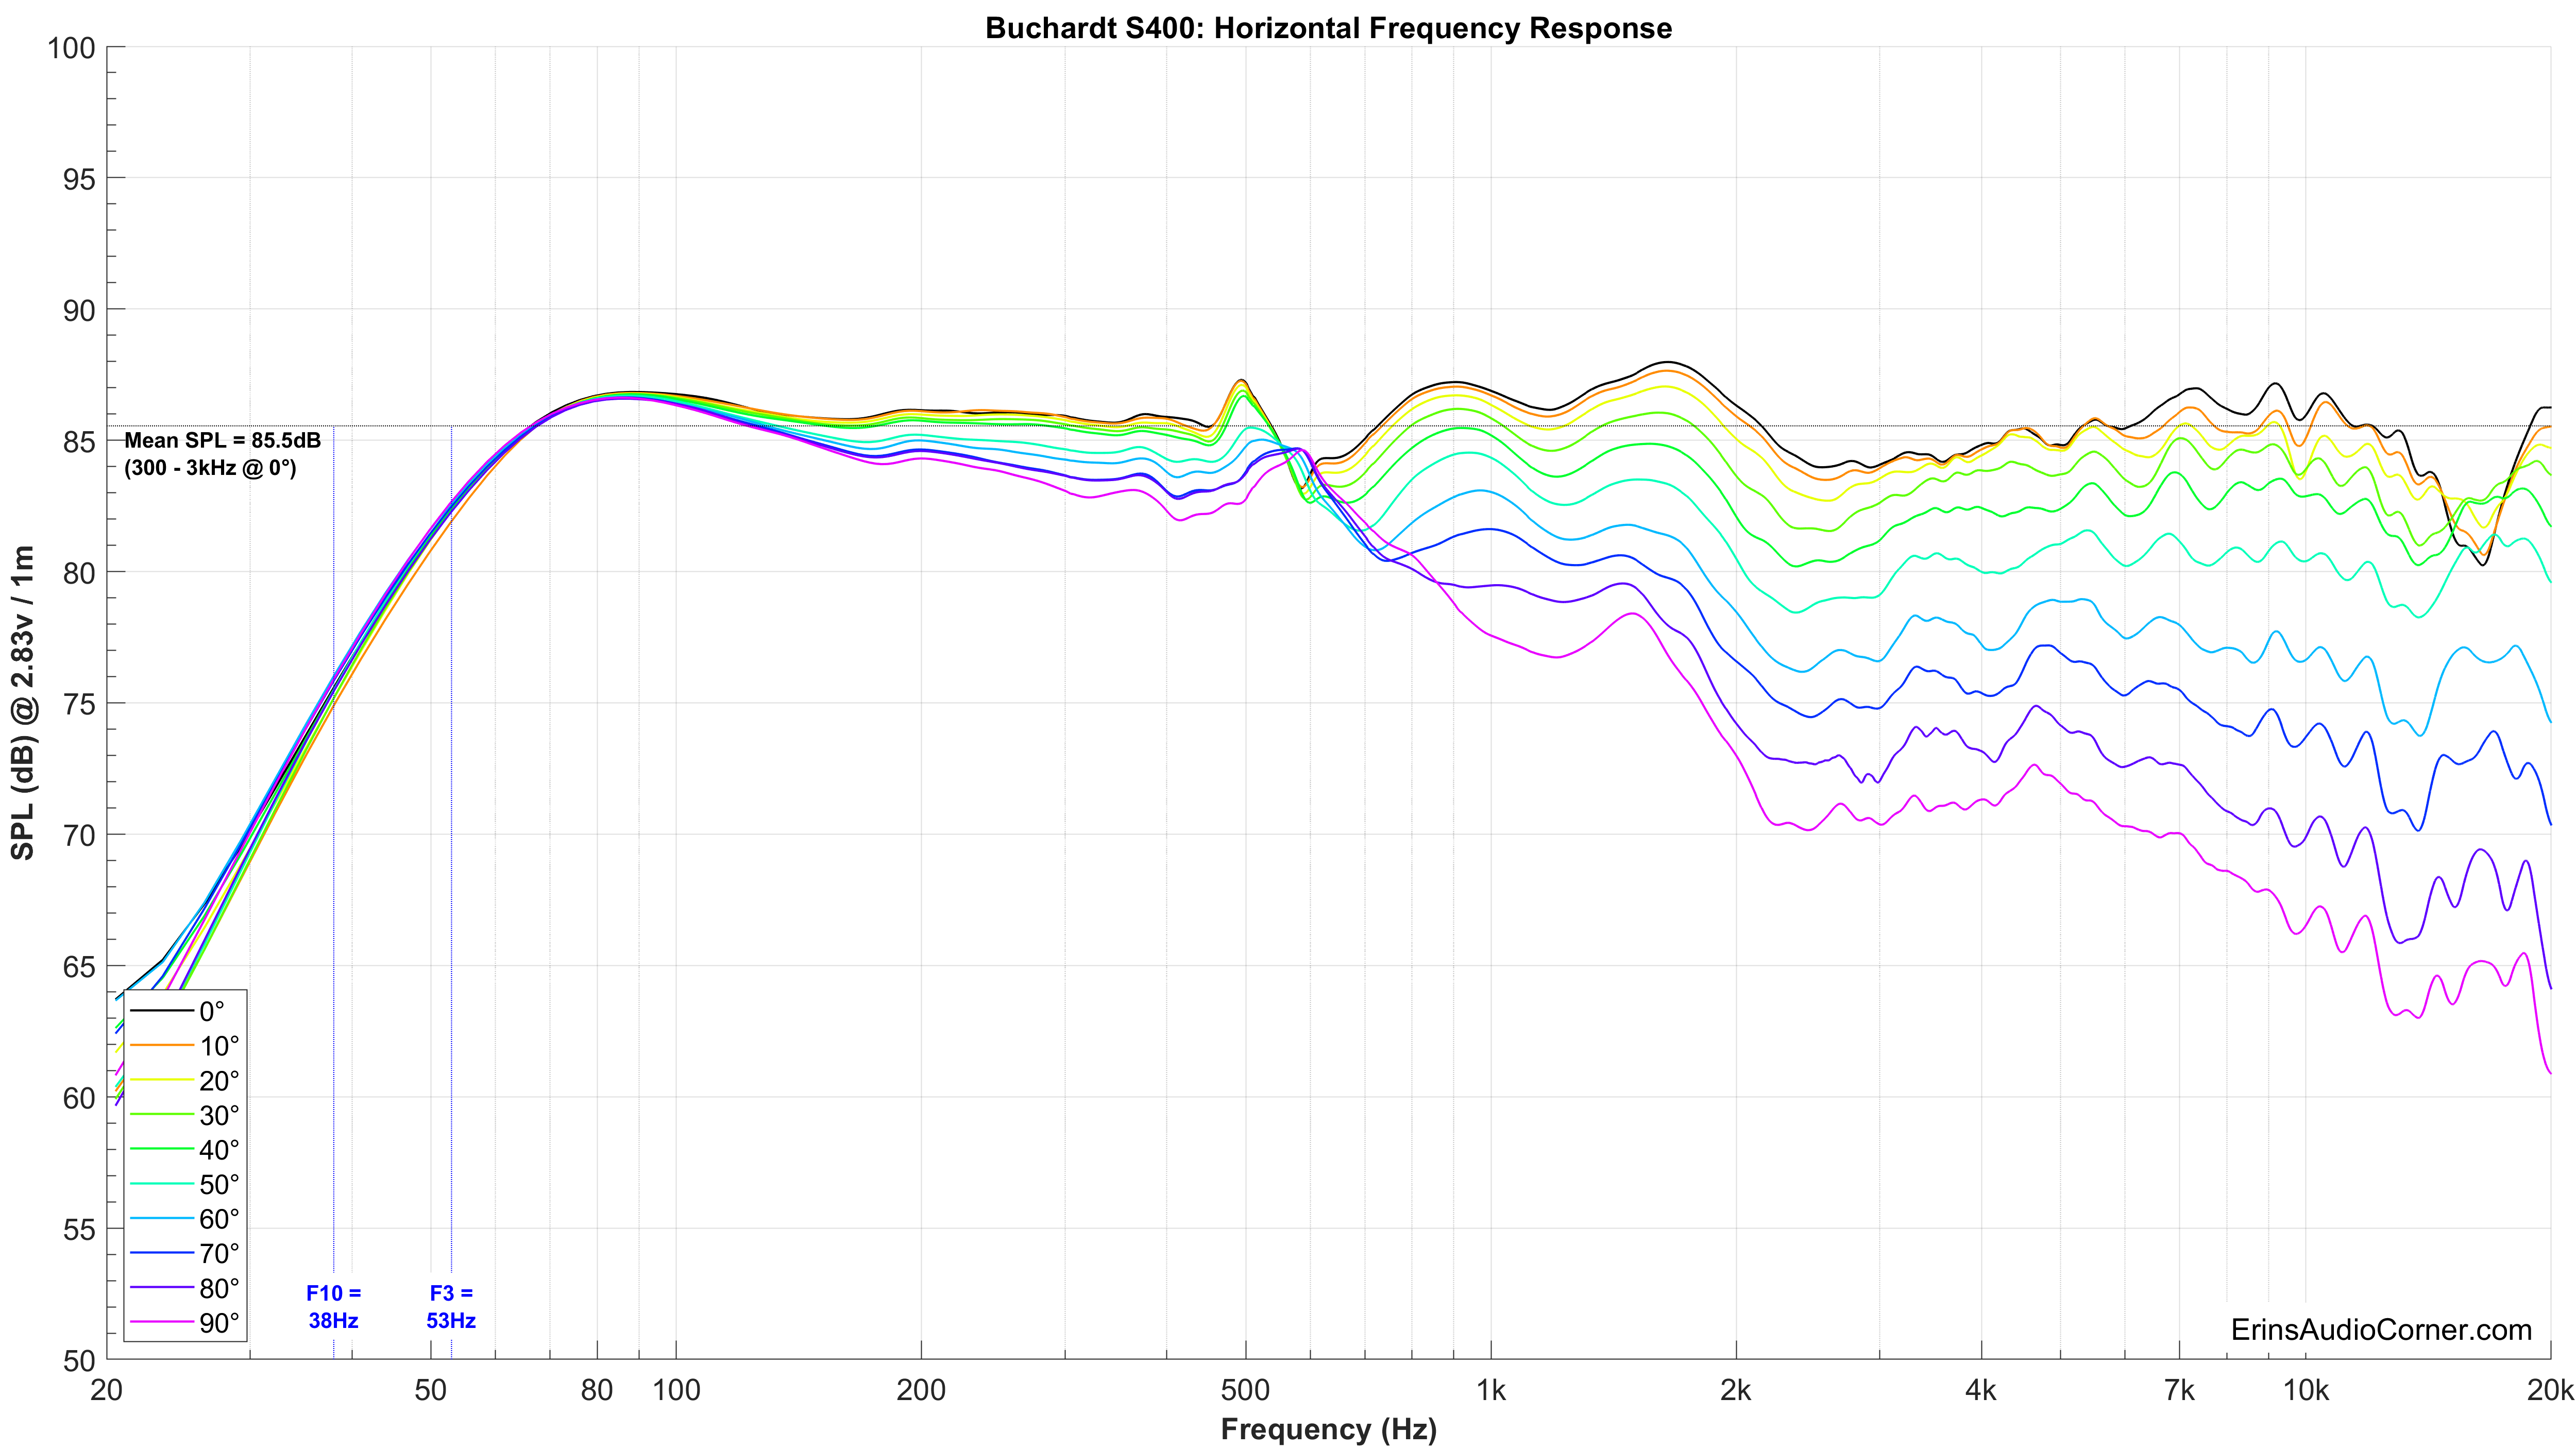 Buchardt S400: Horizontal Frequency Response
100
95
90
85
80
75
70
65
60
55
50
SPL (dB) @ 2.83v / 1m
Mean SPL = 85.5dB
(300 - 3kHz @ 0°)
0°
10°
20°
30°
40°
50°
60°
70°
80°
90°
F10 =
38Hz
F3 =
53Hz
ErinsAudioCorner.com
20
50
80
100
200
500
1k
2k
4k
7k
10k
20k
Frequency (Hz)